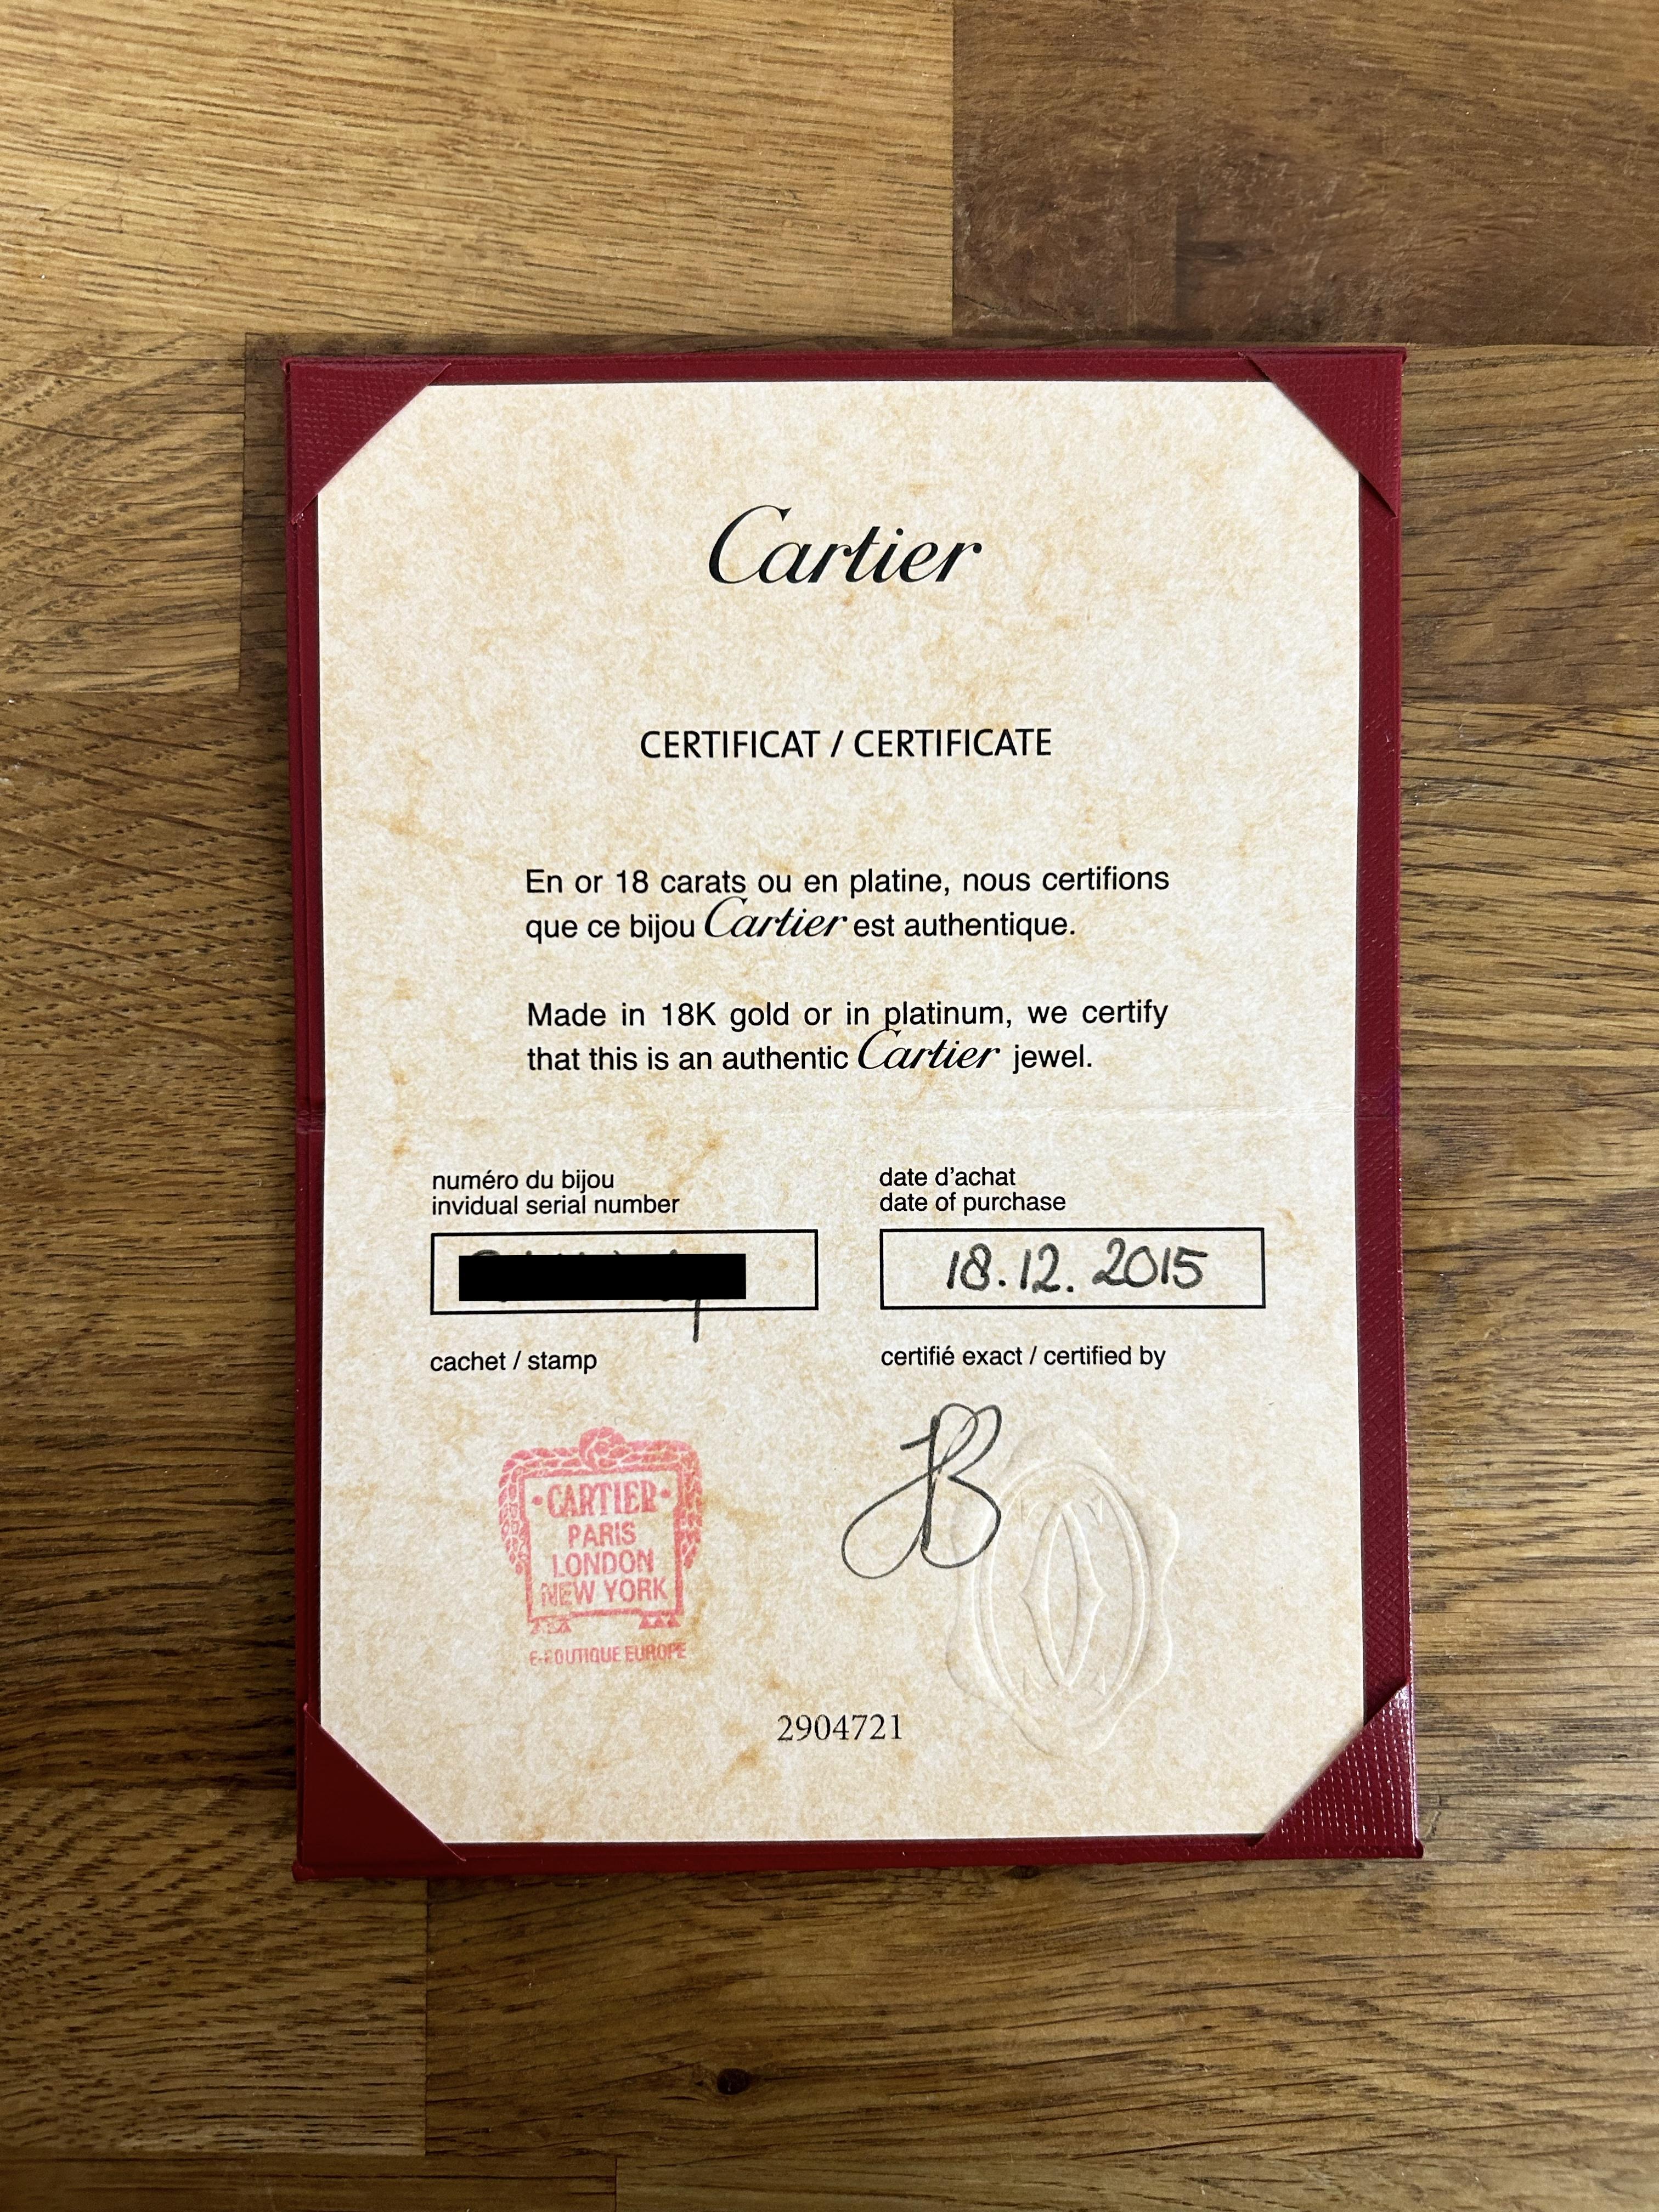 Cartier
CERTIFICAT / CERTIFICATE
En or 18 carats ou en platine, nous certifions
que ce bijou Cartier est authentique.
Made in 18K gold or in platinum, we certify
that this is an authentic Cartier jewel.
numéro du bijou
invidual serial number
date d'achat
date of purchase
18.12.2015
cachet / stamp
certifié exact / certified by
JB
·CARTIER·
PARIS
LONDON
NEW YORK
E-BOUTIQUE EUROPE
2904721